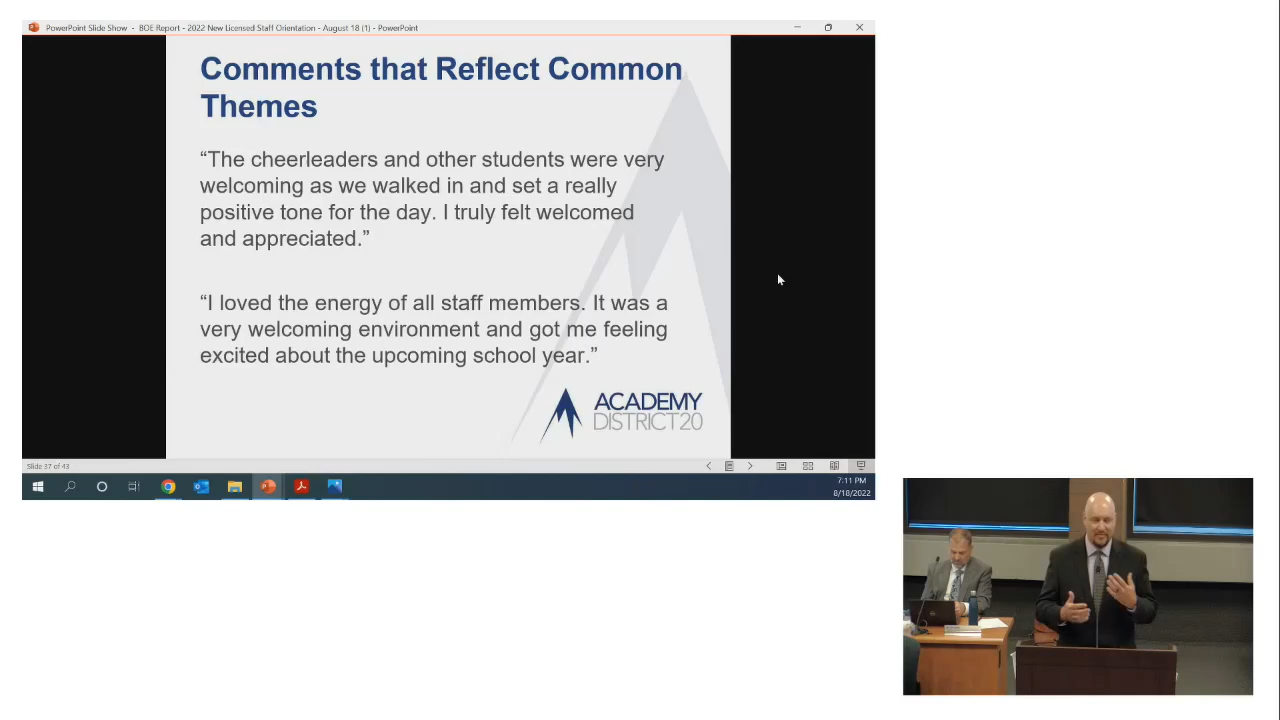 PowerPoint Slide Show - BOE Report - 2022 New Licensed Staff Orientation - August 18 (1) - PowerPoint
Comments that Reflect Common
Themes
“The cheerleaders and other students were very
welcoming as we walked in and set a really
positive tone for the day. I truly felt welcomed
and appreciated.”
“I loved the energy of all staff members. It was a
very welcoming environment and got me feeling
excited about the upcoming school year.”
ACADEMY
DISTRICT20
Slide 37 of 43
7:11 PM
8/18/2022